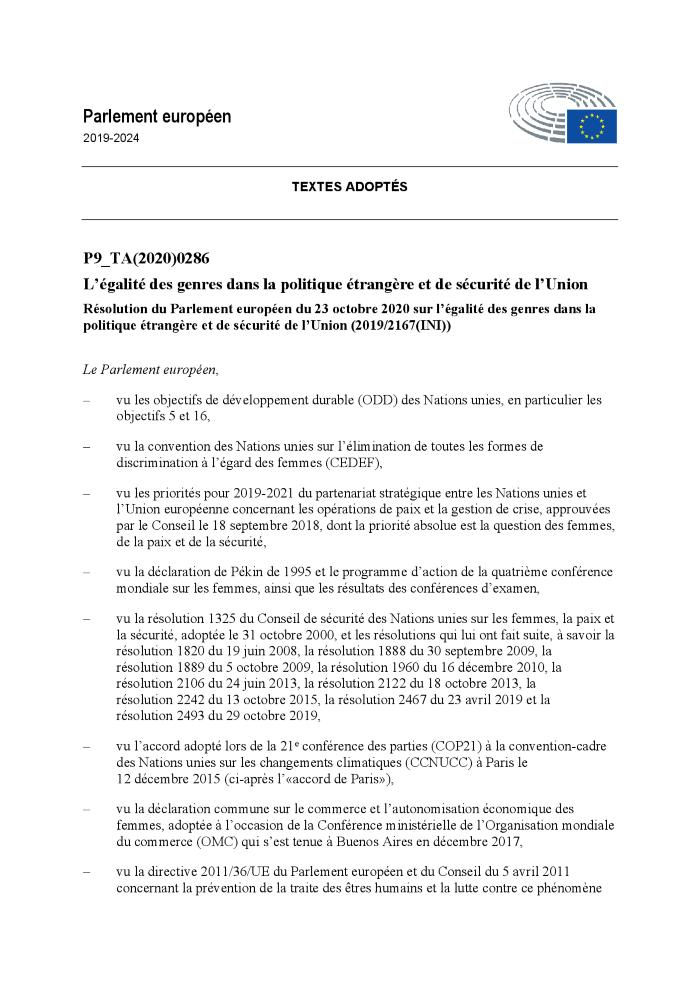 Parlement européen
2019-2024
TEXTES ADOPTÉS
P9_TA(2020)0286
L’égalité des genres dans la politique étrangère et de sécurité de l’Union
Résolution du Parlement européen du 23 octobre 2020 sur l’égalité des genres dans la
politique étrangère et de sécurité de l’Union (2019/2167(INI))
Le Parlement européen,
– vu les objectifs de développement durable (ODD) des Nations unies, en particulier les
objectifs 5 et 16,
– vu la convention des Nations unies sur l’élimination de toutes les formes de
discrimination à l’égard des femmes (CEDEF),
– vu les priorités pour 2019-2021 du partenariat stratégique entre les Nations unies et
l’Union européenne concernant les opérations de paix et la gestion de crise, approuvées
par le Conseil le 18 septembre 2018, dont la priorité absolue est la question des femmes,
de la paix et de la sécurité,
– vu la déclaration de Pékin de 1995 et le programme d’action de la quatrième conférence
mondiale sur les femmes, ainsi que les résultats des conférences d’examen,
– vu la résolution 1325 du Conseil de sécurité des Nations unies sur les femmes, la paix et
la sécurité, adoptée le 31 octobre 2000, et les résolutions qui lui ont fait suite, à savoir la
résolution 1820 du 19 juin 2008, la résolution 1888 du 30 septembre 2009, la
résolution 1889 du 5 octobre 2009, la résolution 1960 du 16 décembre 2010, la
résolution 2106 du 24 juin 2013, la résolution 2122 du 18 octobre 2013, la
résolution 2242 du 13 octobre 2015, la résolution 2467 du 23 avril 2019 et la
résolution 2493 du 29 octobre 2019,
– vu l’accord adopté lors de la 21e conférence des parties (COP21) à la convention-cadre
des Nations unies sur les changements climatiques (CCNUCC) à Paris le
12 décembre 2015 (ci-après l’«accord de Paris»),
– vu la déclaration commune sur le commerce et l’autonomisation économique des
femmes, adoptée à l’occasion de la Conférence ministérielle de l’Organisation mondiale
du commerce (OMC) qui s’est tenue à Buenos Aires en décembre 2017,
– vu la directive 2011/36/UE du Parlement européen et du Conseil du 5 avril 2011
concernant la prévention de la traite des êtres humains et la lutte contre ce phénomène